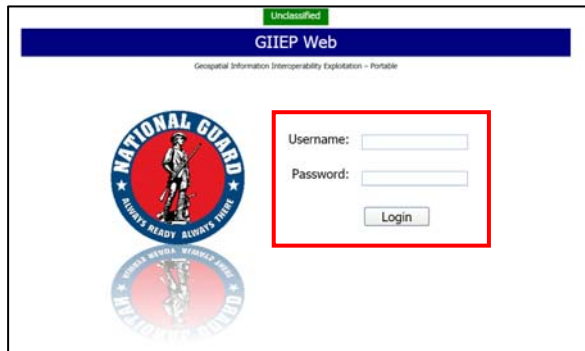 Unclassified
GIIEP Web
Geospatial Information Interoperability Exploitation – Portable
NATIONAL GUARD
ALWAYS READY ALWAYS THERE
Username:
Password:
Login